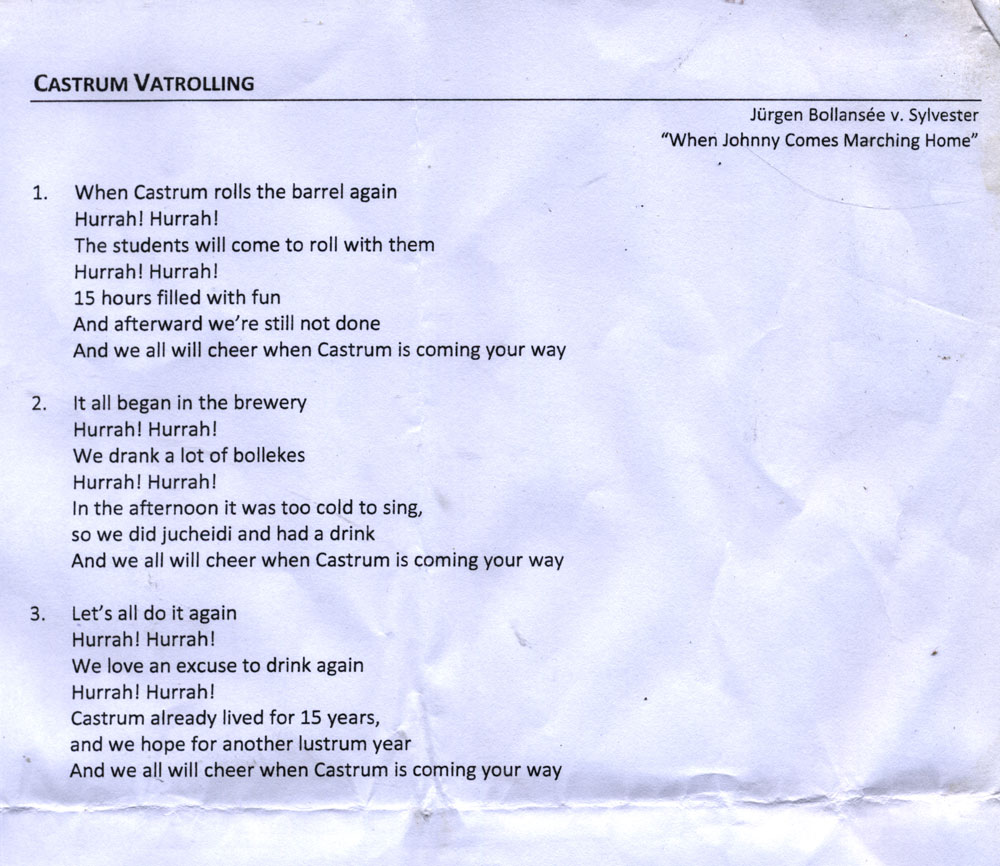 CASTRUM VATROLLING
Jürgen Bollansée v. Sylvester
“When Johnny Comes Marching Home”
1. When Castrum rolls the barrel again
Hurrah! Hurrah!
The students will come to roll with them
Hurrah! Hurrah!
15 hours filled with fun
And afterward we’re still not done
And we all will cheer when Castrum is coming your way
2. It all began in the brewery
Hurrah! Hurrah!
We drank a lot of bollekes
Hurrah! Hurrah!
In the afternoon it was too cold to sing,
so we did jucheidi and had a drink
And we all will cheer when Castrum is coming your way
3. Let’s all do it again
Hurrah! Hurrah!
We love an excuse to drink again
Hurrah! Hurrah!
Castrum already lived for 15 years,
and we hope for another lustrum year
And we all will cheer when Castrum is coming your way